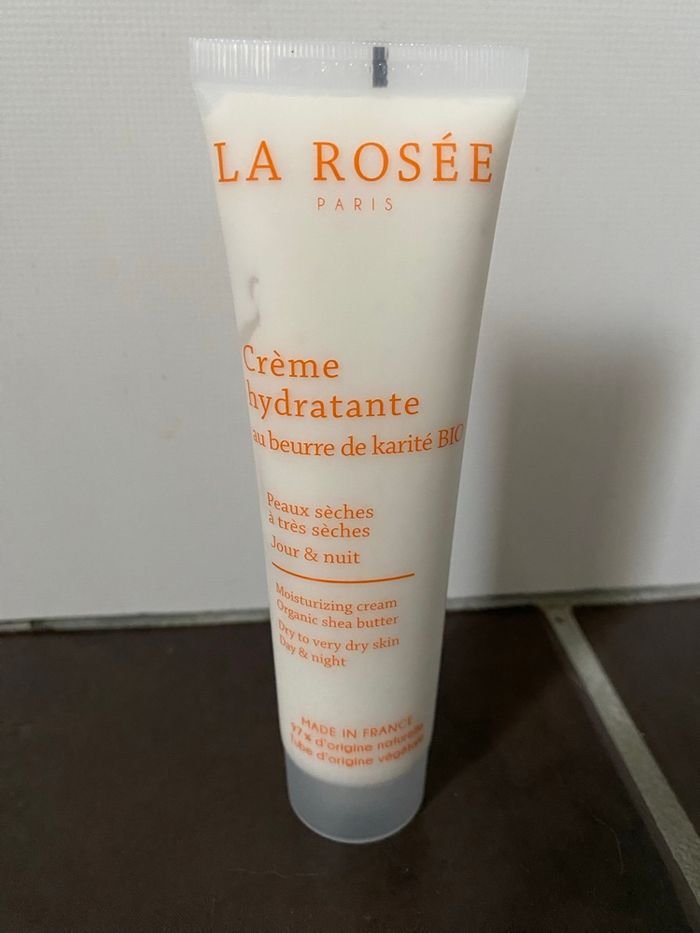 LA ROSÉE
PARIS
Crème
hydratante
au beurre de karité BIO
Peaux sèches
à très sèches
Jour & nuit
Moisturizing cream
Organic shea butter
Dry to very dry skin
Day & night
MADE IN FRANCE
97% d'origine naturelle
Tube d'origine végétale